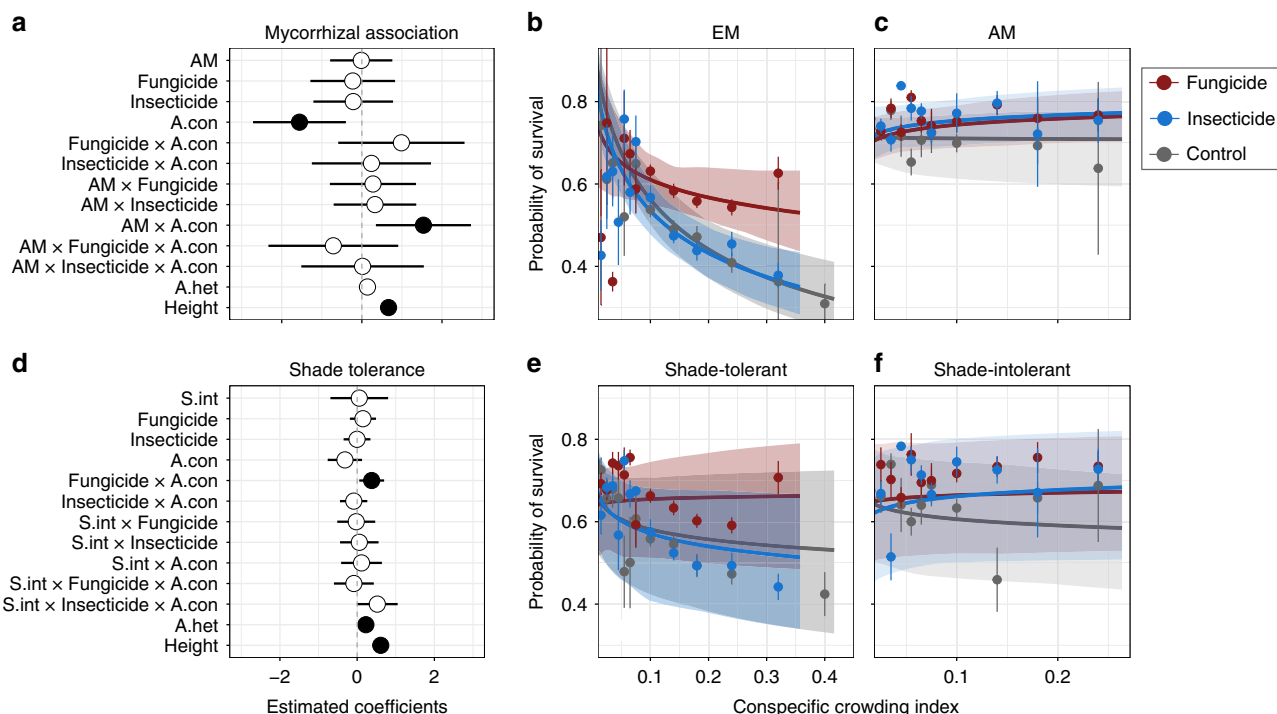 a
Mycorrhizal association
AM
Fungicide
Insecticide
A.con
Fungicide × A.con
Insecticide × A.con
AM × Fungicide
AM × Insecticide
AM × A.con
AM × Fungicide × A.con
AM × Insecticide × A.con
A.het
Height
b
EM
Probability of survival
0.8
0.6
0.4
c
AM
Fungicide
Insecticide
Control
d
Shade tolerance
S.int
Fungicide
Insecticide
A.con
Fungicide × A.con
Insecticide × A.con
S.int × Fungicide
S.int × Insecticide
S.int × A.con
S.int × Fungicide × A.con
S.int × Insecticide × A.con
A.het
Height
−2 0 2
Estimated coefficients
e
Shade-tolerant
Probability of survival
0.8
0.6
0.4
0.1 0.2 0.3 0.4
f
Shade-intolerant
0.1 0.2
Conspecific crowding index